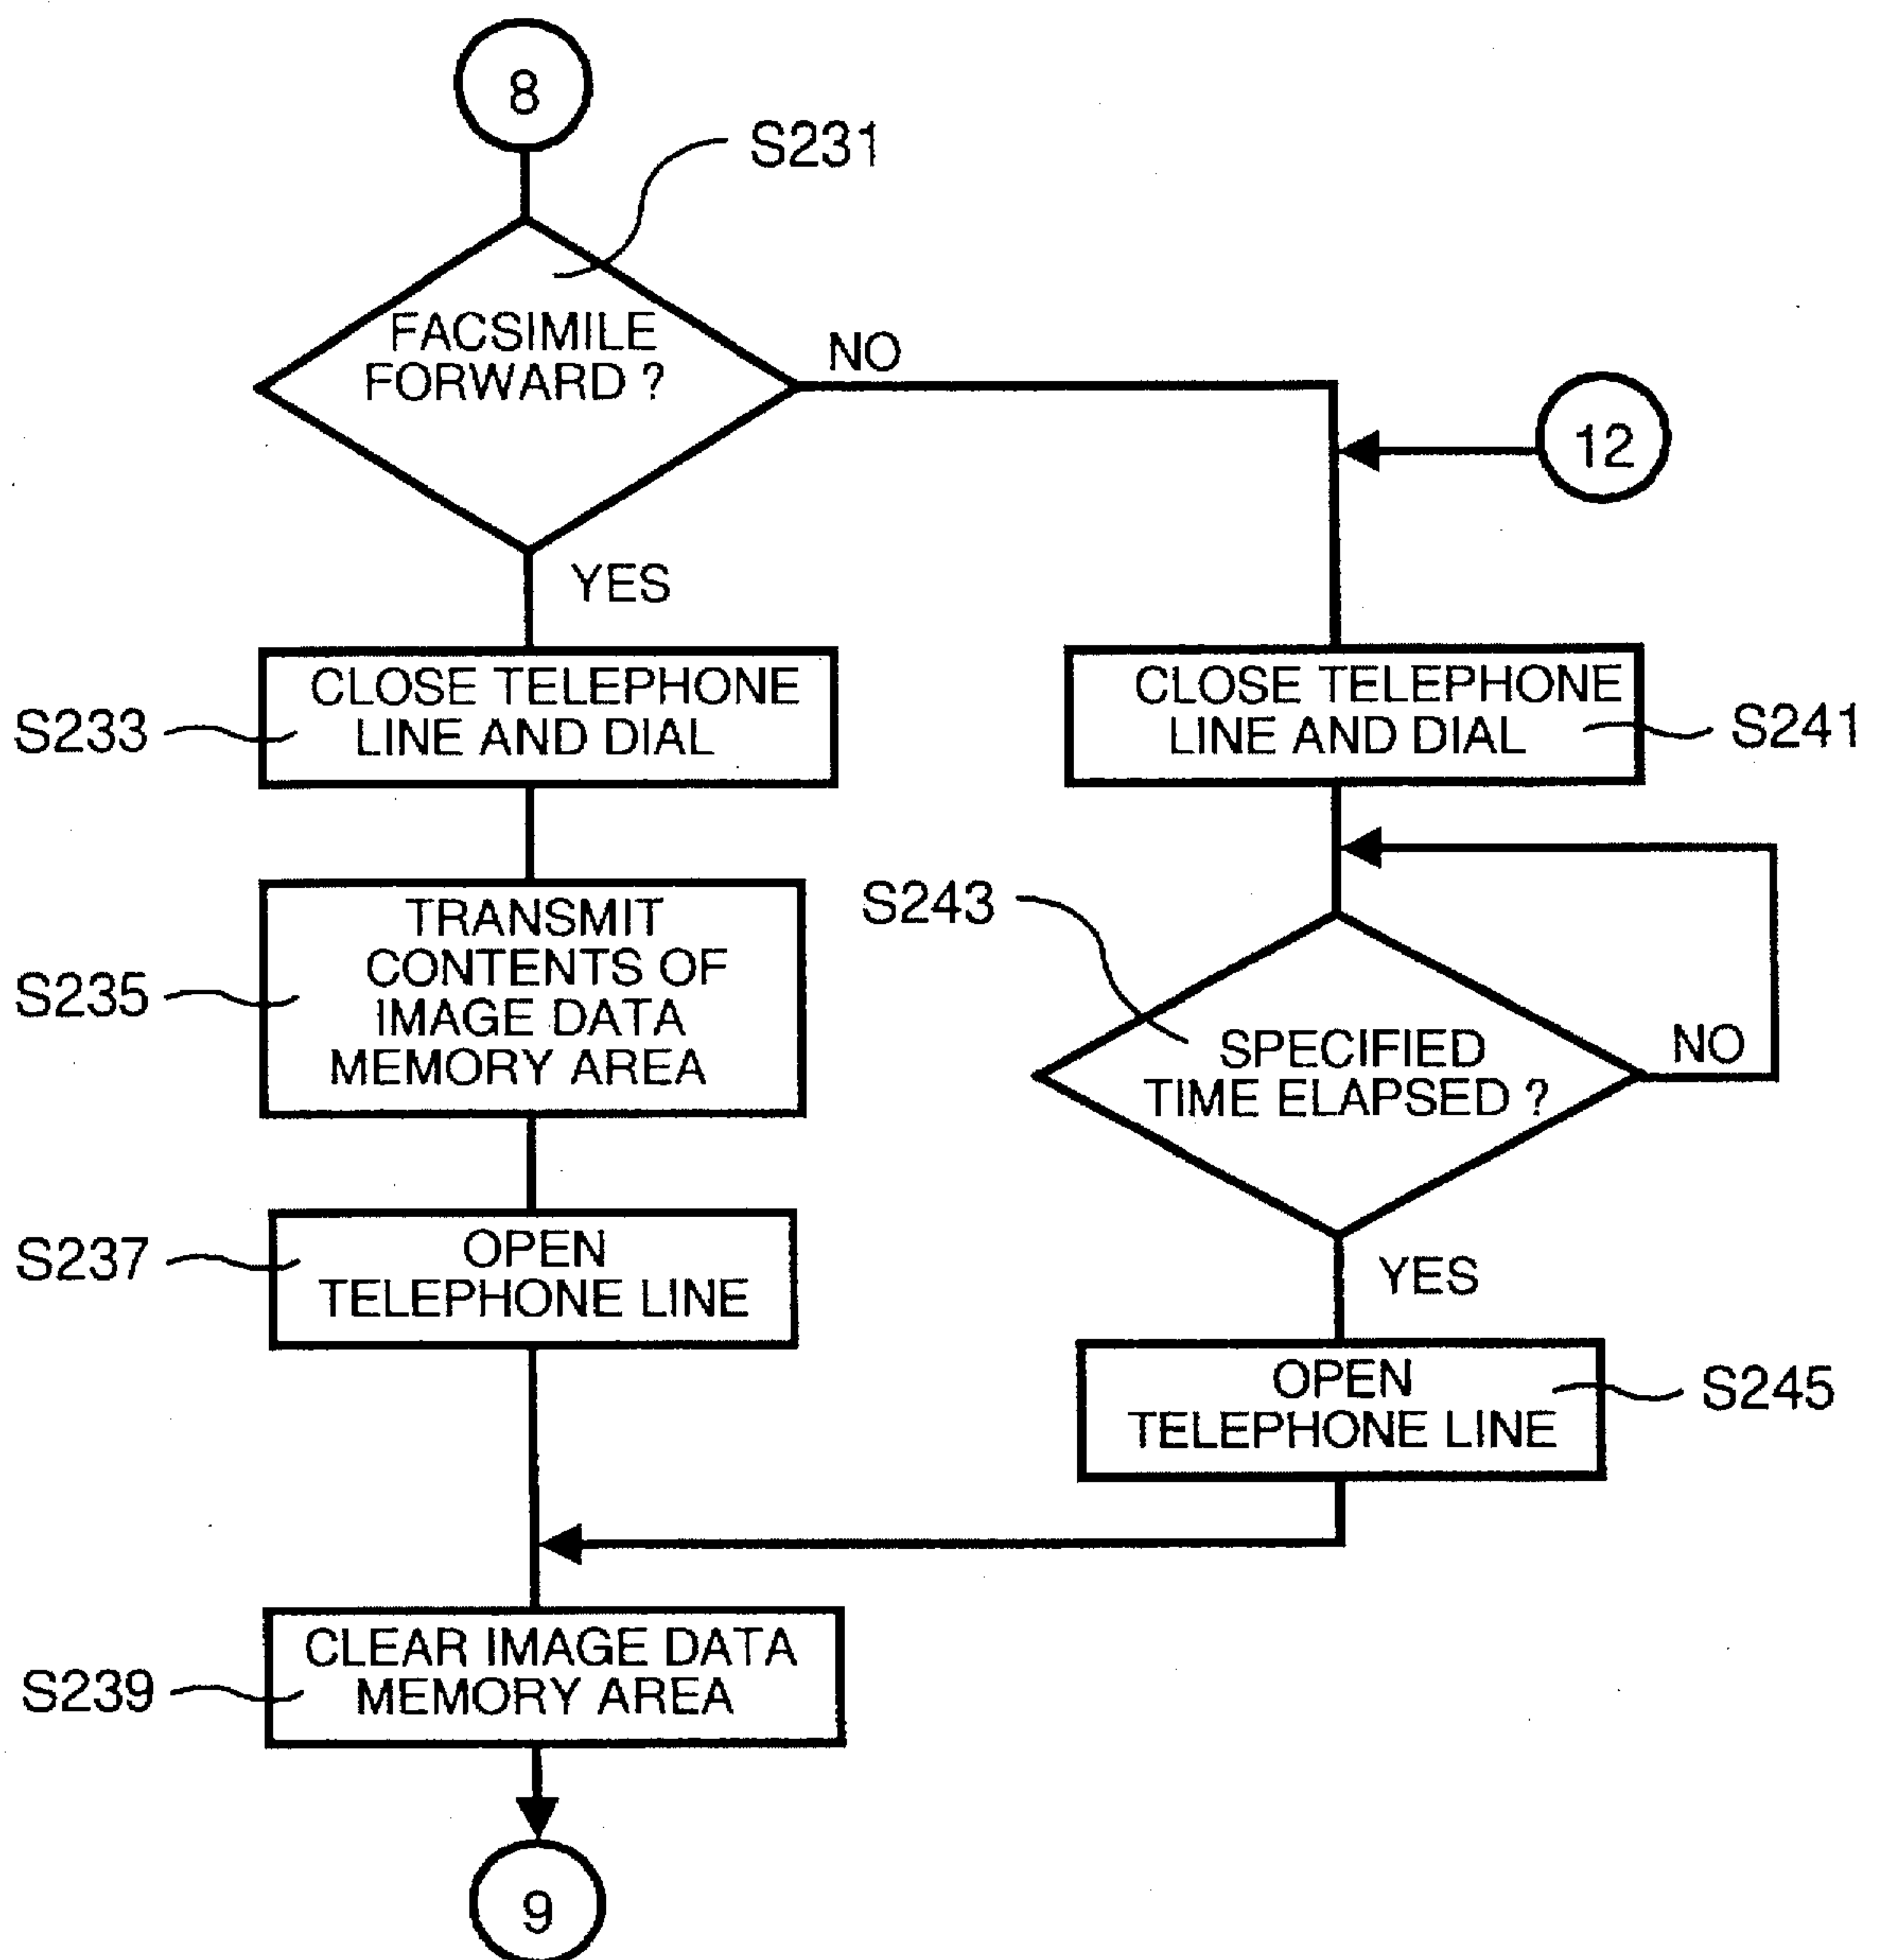 8
S231
FACSIMILE
FORWARD ?
NO
12
YES
CLOSE TELEPHONE
LINE AND DIAL
S233
CLOSE TELEPHONE
LINE AND DIAL
S241
TRANSMIT
CONTENTS OF
IMAGE DATA
MEMORY AREA
S235
S243
SPECIFIED
TIME ELAPSED ?
NO
YES
OPEN
TELEPHONE LINE
S237
OPEN
TELEPHONE LINE
S245
CLEAR IMAGE DATA
MEMORY AREA
S239
9